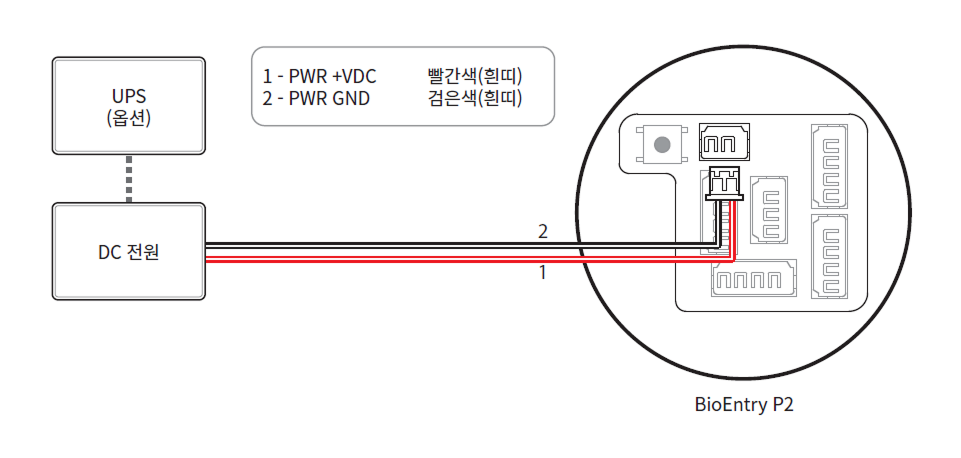 UPS
(옵션)
1 - PWR +VDC 빨간색(흰띠)
2 - PWR GND 검은색(흰띠)
DC 전원
2
1
BioEntry P2